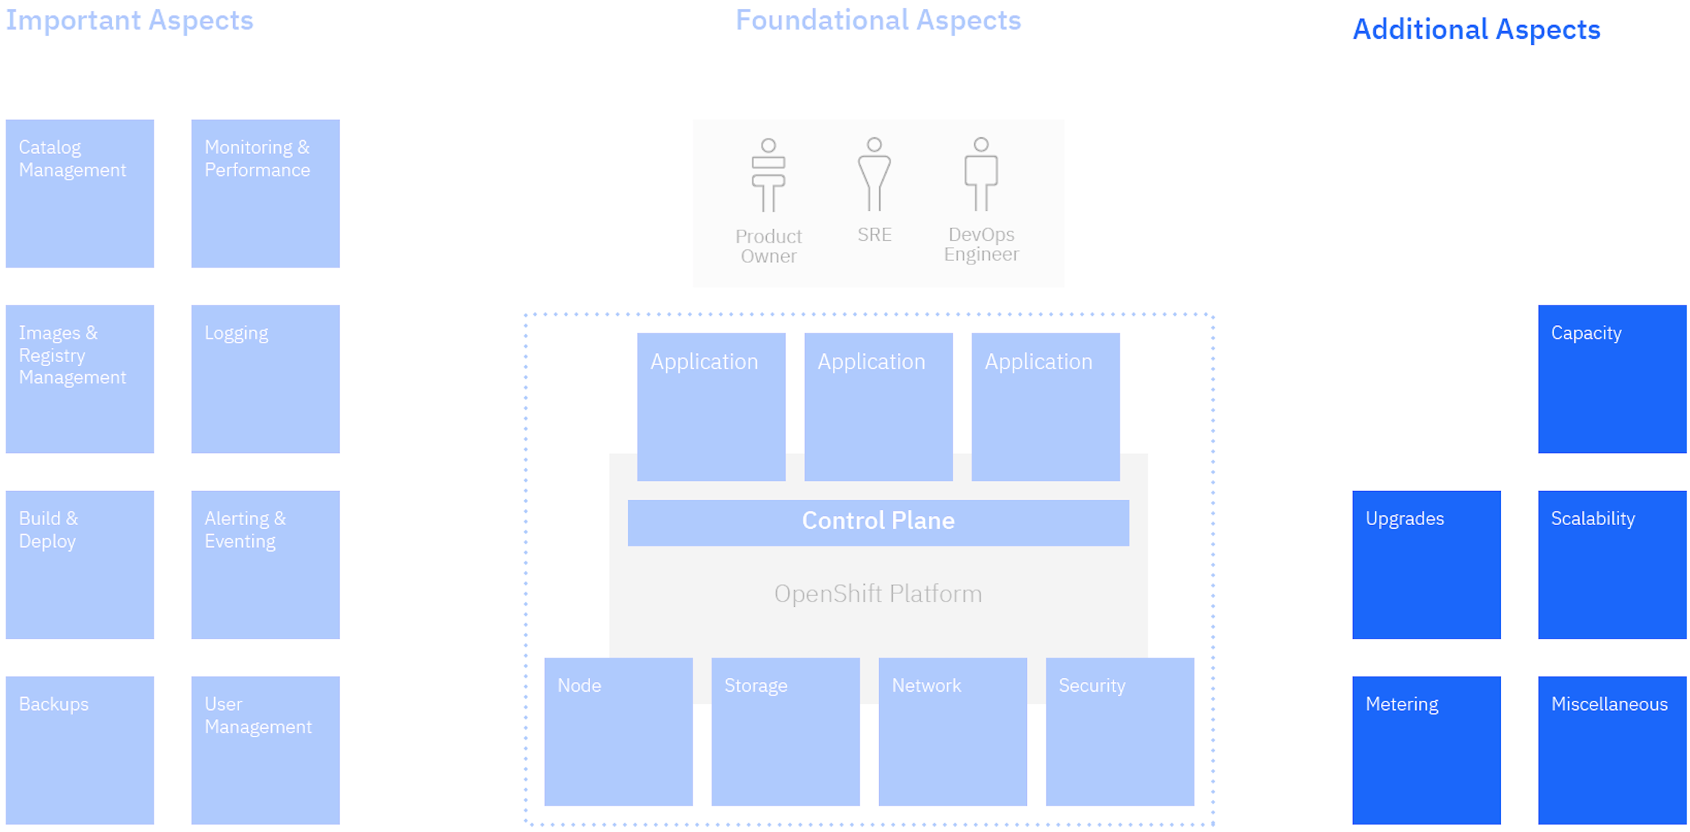 Important Aspects
Catalog
Management
Monitoring &
Performance
Images &
Registry
Management
Logging
Build &
Deploy
Alerting &
Eventing
Backups
User
Management
Foundational Aspects
Product
Owner
SRE
DevOps
Engineer
Application
Application
Application
Control Plane
OpenShift Platform
Node
Storage
Network
Security
Additional Aspects
Capacity
Upgrades
Scalability
Metering
Miscellaneous